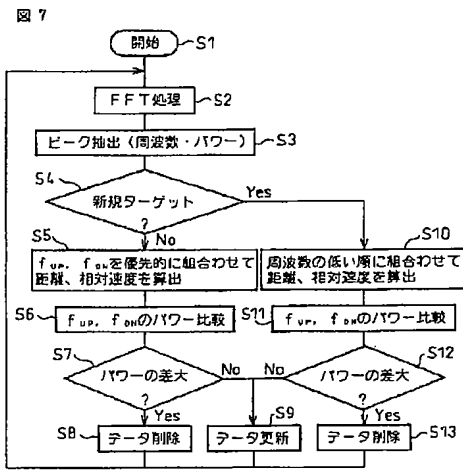 図 7
開始
S1
FFT処理
S2
ピーク抽出（周波数・パワー）
S3
S4
新規ターゲット
?
Yes
No
S5
fUP, fDNを優先的に組合わせて
距離、相対速度を算出
S10
周波数の低い順に組合わせて
距離、相対速度を算出
S6
fUP, fDNのパワー比較
S11
fUP, fDNのパワー比較
S7
パワーの差大
?
No
No
S12
パワーの差大
?
Yes
S9
Yes
S8
データ削除
データ更新
データ削除
S13